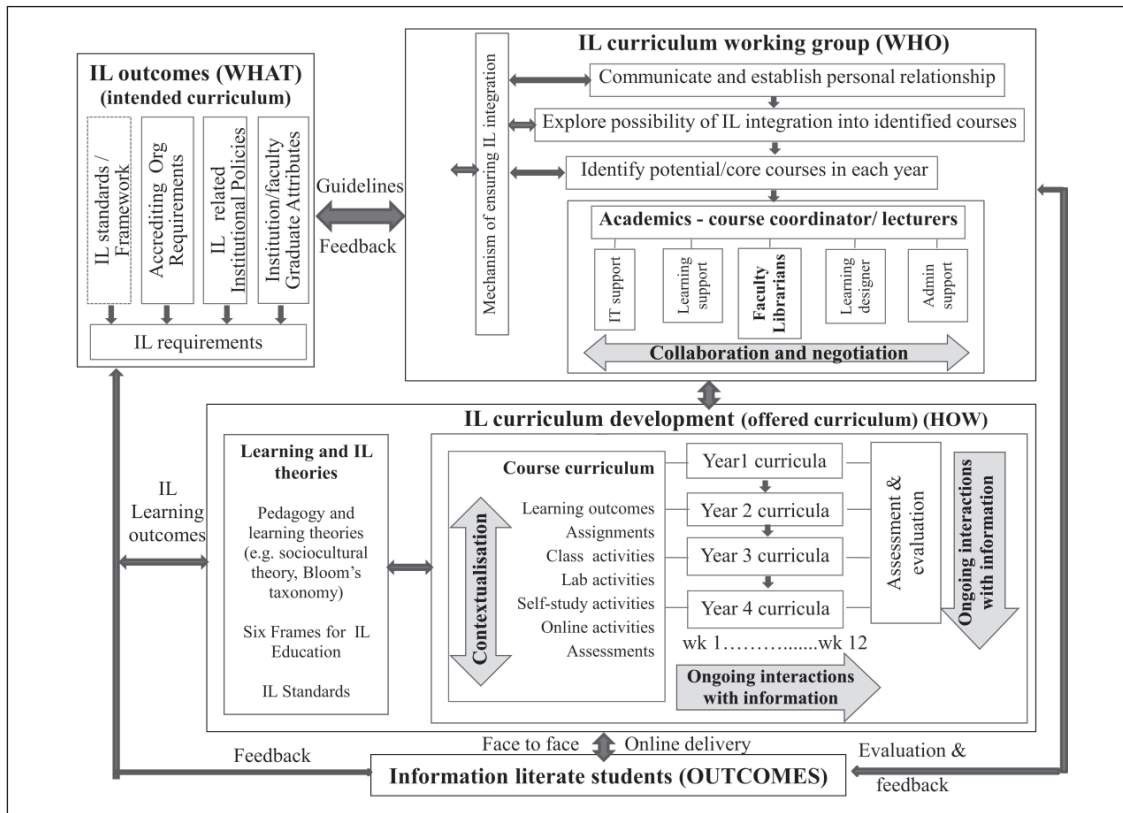 IL outcomes (WHAT)
(intended curriculum)
IL standards /
Framework
Accrediting Org
Requirements
IL related
Institutional Policies
Institution/faculty
Graduate Attributes
IL requirements
Guidelines
Feedback
IL curriculum working group (WHO)
Mechanism of ensuring IL integration
Communicate and establish personal relationship
Explore possibility of IL integration into identified courses
Identify potential/core courses in each year
Academics - course coordinator/ lecturers
IT support
Learning
support
Faculty
Librarians
Learning
designer
Admin
support
Collaboration and negotiation
IL curriculum development (offered curriculum) (HOW)
IL
Learning
outcomes
Learning and IL
theories
Pedagogy and
learning theories
(e.g. sociocultural
theory, Bloom's
taxonomy)
Six Frames for IL
Education
IL Standards
Contextualisation
Course curriculum
Learning outcomes
Assignments
Class activities
Lab activities
Self-study activities
Online activities
Assessments
Year1 curricula
Year 2 curricula
Year 3 curricula
Year 4 curricula
wk 1................wk 12
Ongoing interactions
with information
Assessment &
evaluation
Ongoing interactions
with information
Feedback
Face to face
Online delivery
Evaluation &
feedback
Information literate students (OUTCOMES)